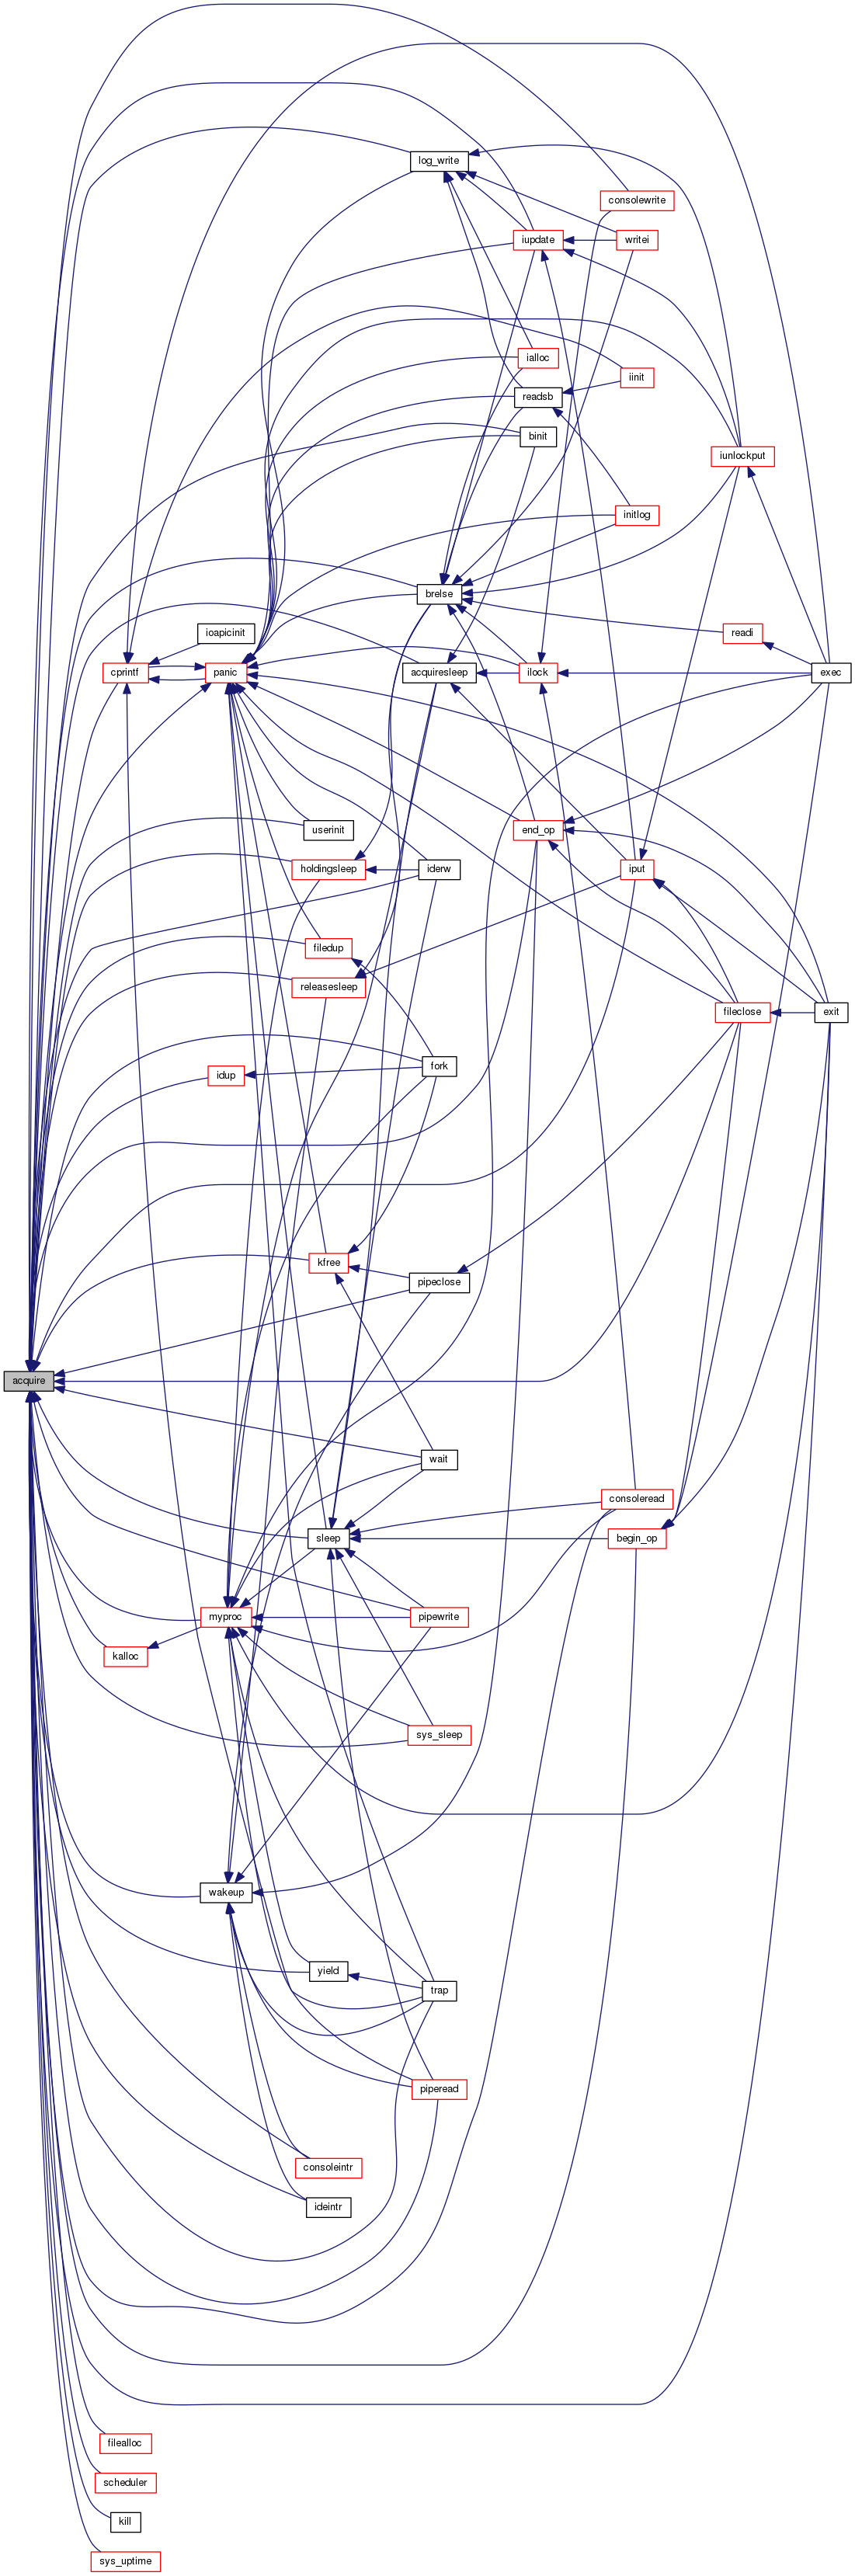 log_write
consolewrite
iupdate
writei
ialloc
iinit
readsb
binit
iunlockput
initlog
brelse
ioapicinit
readi
cprintf
panic
acquiresleep
ilock
exec
userinit
end_op
holdingsleep
iderw
iput
filedup
releasesleep
fileclose
exit
idup
fork
kfree
pipeclose
acquire
wait
consoleread
sleep
begin_op
myproc
pipewrite
kalloc
sys_sleep
wakeup
yield
trap
piperead
consoleintr
ideintr
filealloc
scheduler
kill
sys_uptime